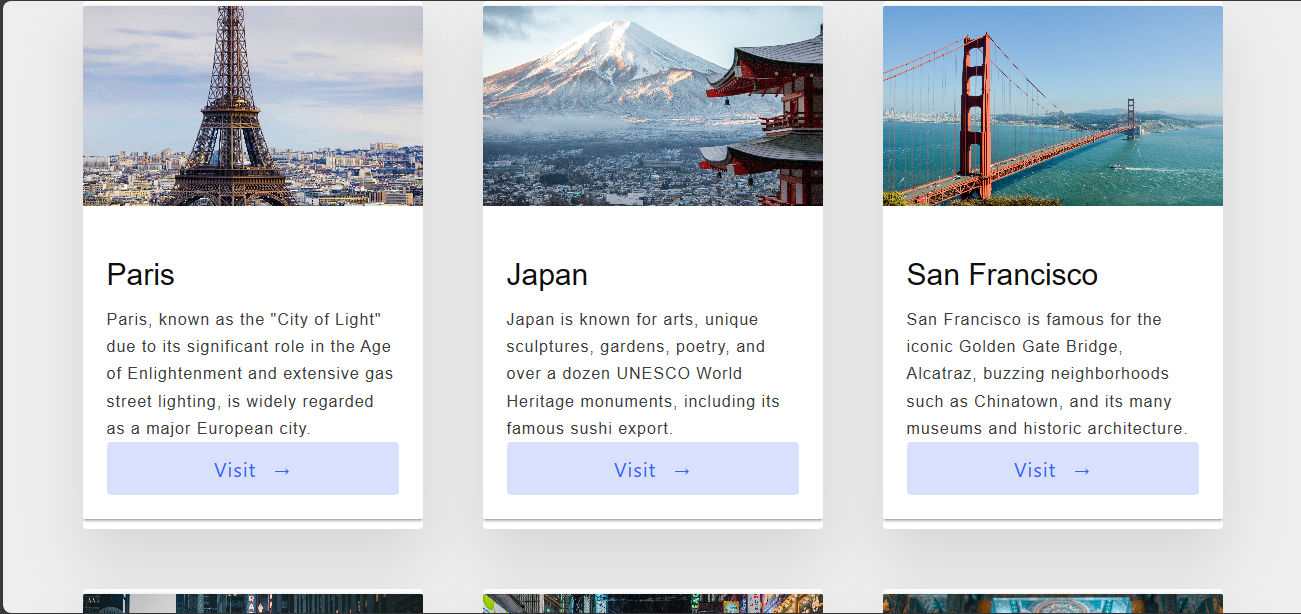 Paris
Paris, known as the "City of Light"
due to its significant role in the Age
of Enlightenment and extensive gas
street lighting, is widely regarded
as a major European city.
Visit →
Japan
Japan is known for arts, unique
sculptures, gardens, poetry, and
over a dozen UNESCO World
Heritage monuments, including its
famous sushi export.
Visit →
San Francisco
San Francisco is famous for the
iconic Golden Gate Bridge,
Alcatraz, buzzing neighborhoods
such as Chinatown, and its many
museums and historic architecture.
Visit →